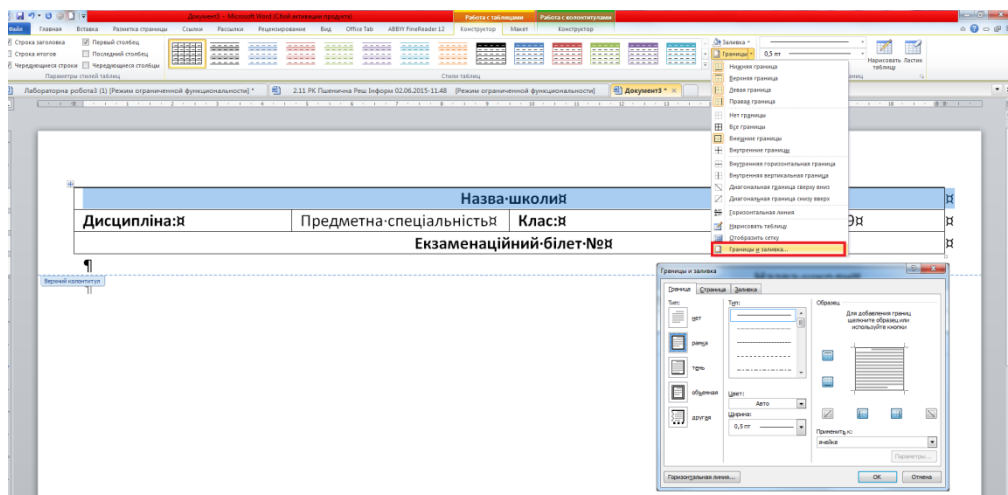 Документ3 - Microsoft Word (Сбой активации продукта)
Работа с таблицами
Работа с колонтитулами
Файл
Главная
Вставка
Разметка страницы
Ссылки
Рассылки
Рецензирование
Вид
Office Tab
ABBYY FineReader 12
Конструктор
Макет
Конструктор
Строка заголовка
Первый столбец
Строка итогов
Последний столбец
Чередующиеся строки
Чередующиеся столбцы
Параметры стилей таблиц
Стили таблиц
Заливка
Границы
0,5 пт
Нарисовать таблицу
Ластик
Лабораторна робота3 (1) [Режим ограниченной функциональности] *
2.11 РК Пшенична Реш Інформ 02.06.2015-11.48 [Режим ограниченной функциональности]
Документ3 *
Нижняя граница
Верхняя граница
Левая граница
Правая граница
Нет границы
Все границы
Внешние границы
Внутренние границы
Внутренняя горизонтальная граница
Внутренняя вертикальная граница
Диагональная граница сверху вниз
Диагональная граница снизу вверх
Горизонтальная линия
Нарисовать таблицу
Отобразить сетку
Границы и заливка...
Назва·школи¤
Дисципліна:¤
Предметна·спеціальність¤
Клас:¤
Екзаменаційний·білет·№¤
¶
Верхний колонтитул
Границы и заливка
Граница
Страница
Заливка
Тип:
нет
рамка
тень
объемная
другая
Тип:
Цвет:
Авто
Ширина:
0,5 пт
Образец
Для добавления границ
щелкните образец или
используйте кнопки
Применить к:
ячейке
Параметры...
Горизонтальная линия...
ОК
Отмена